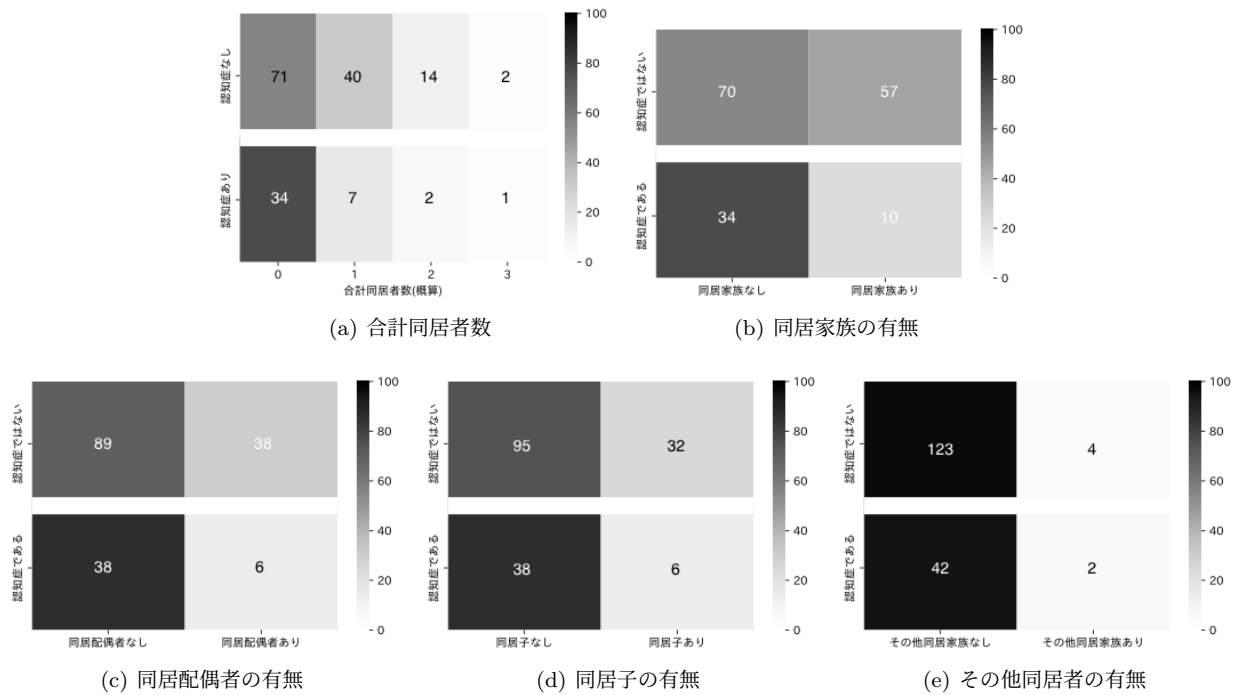 100
80
60
40
20
0
認知症なし
71 40 14 2
認知症あり
34 7 2 1
0 1 2 3
合計同居者数(概算)
(a) 合計同居者数
100
80
60
40
20
0
認知症ではない
70 57
認知症である
34 10
同居家族なし 同居家族あり
(b) 同居家族の有無
100
80
60
40
20
0
認知症ではない
89 38
認知症である
38 6
同居配偶者なし 同居配偶者あり
(c) 同居配偶者の有無
100
80
60
40
20
0
認知症ではない
95 32
認知症である
38 6
同居子なし 同居子あり
(d) 同居子の有無
100
80
60
40
20
0
認知症ではない
123 4
認知症である
42 2
その他同居家族なし その他同居家族あり
(e) その他同居者の有無